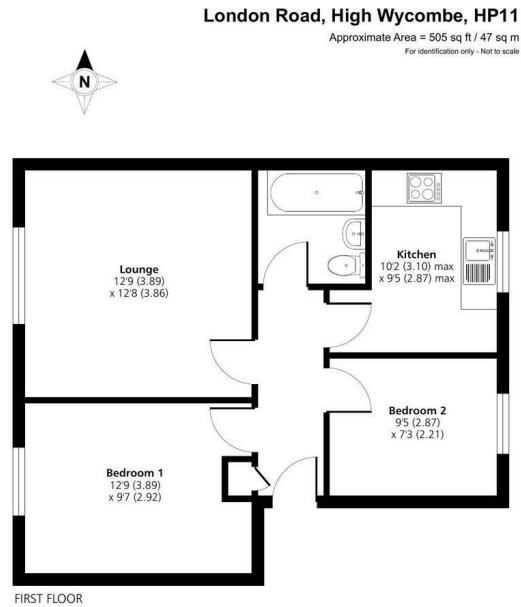 London Road, High Wycombe, HP11
Approximate Area = 505 sq ft / 47 sq m
For identification only - Not to scale
N
Lounge
12'9 (3.89)
x 12'8 (3.86)
Kitchen
10'2 (3.10) max
x 9'5 (2.87) max
Bedroom 2
9'5 (2.87)
x 7'3 (2.21)
Bedroom 1
12'9 (3.89)
x 9'7 (2.92)
FIRST FLOOR